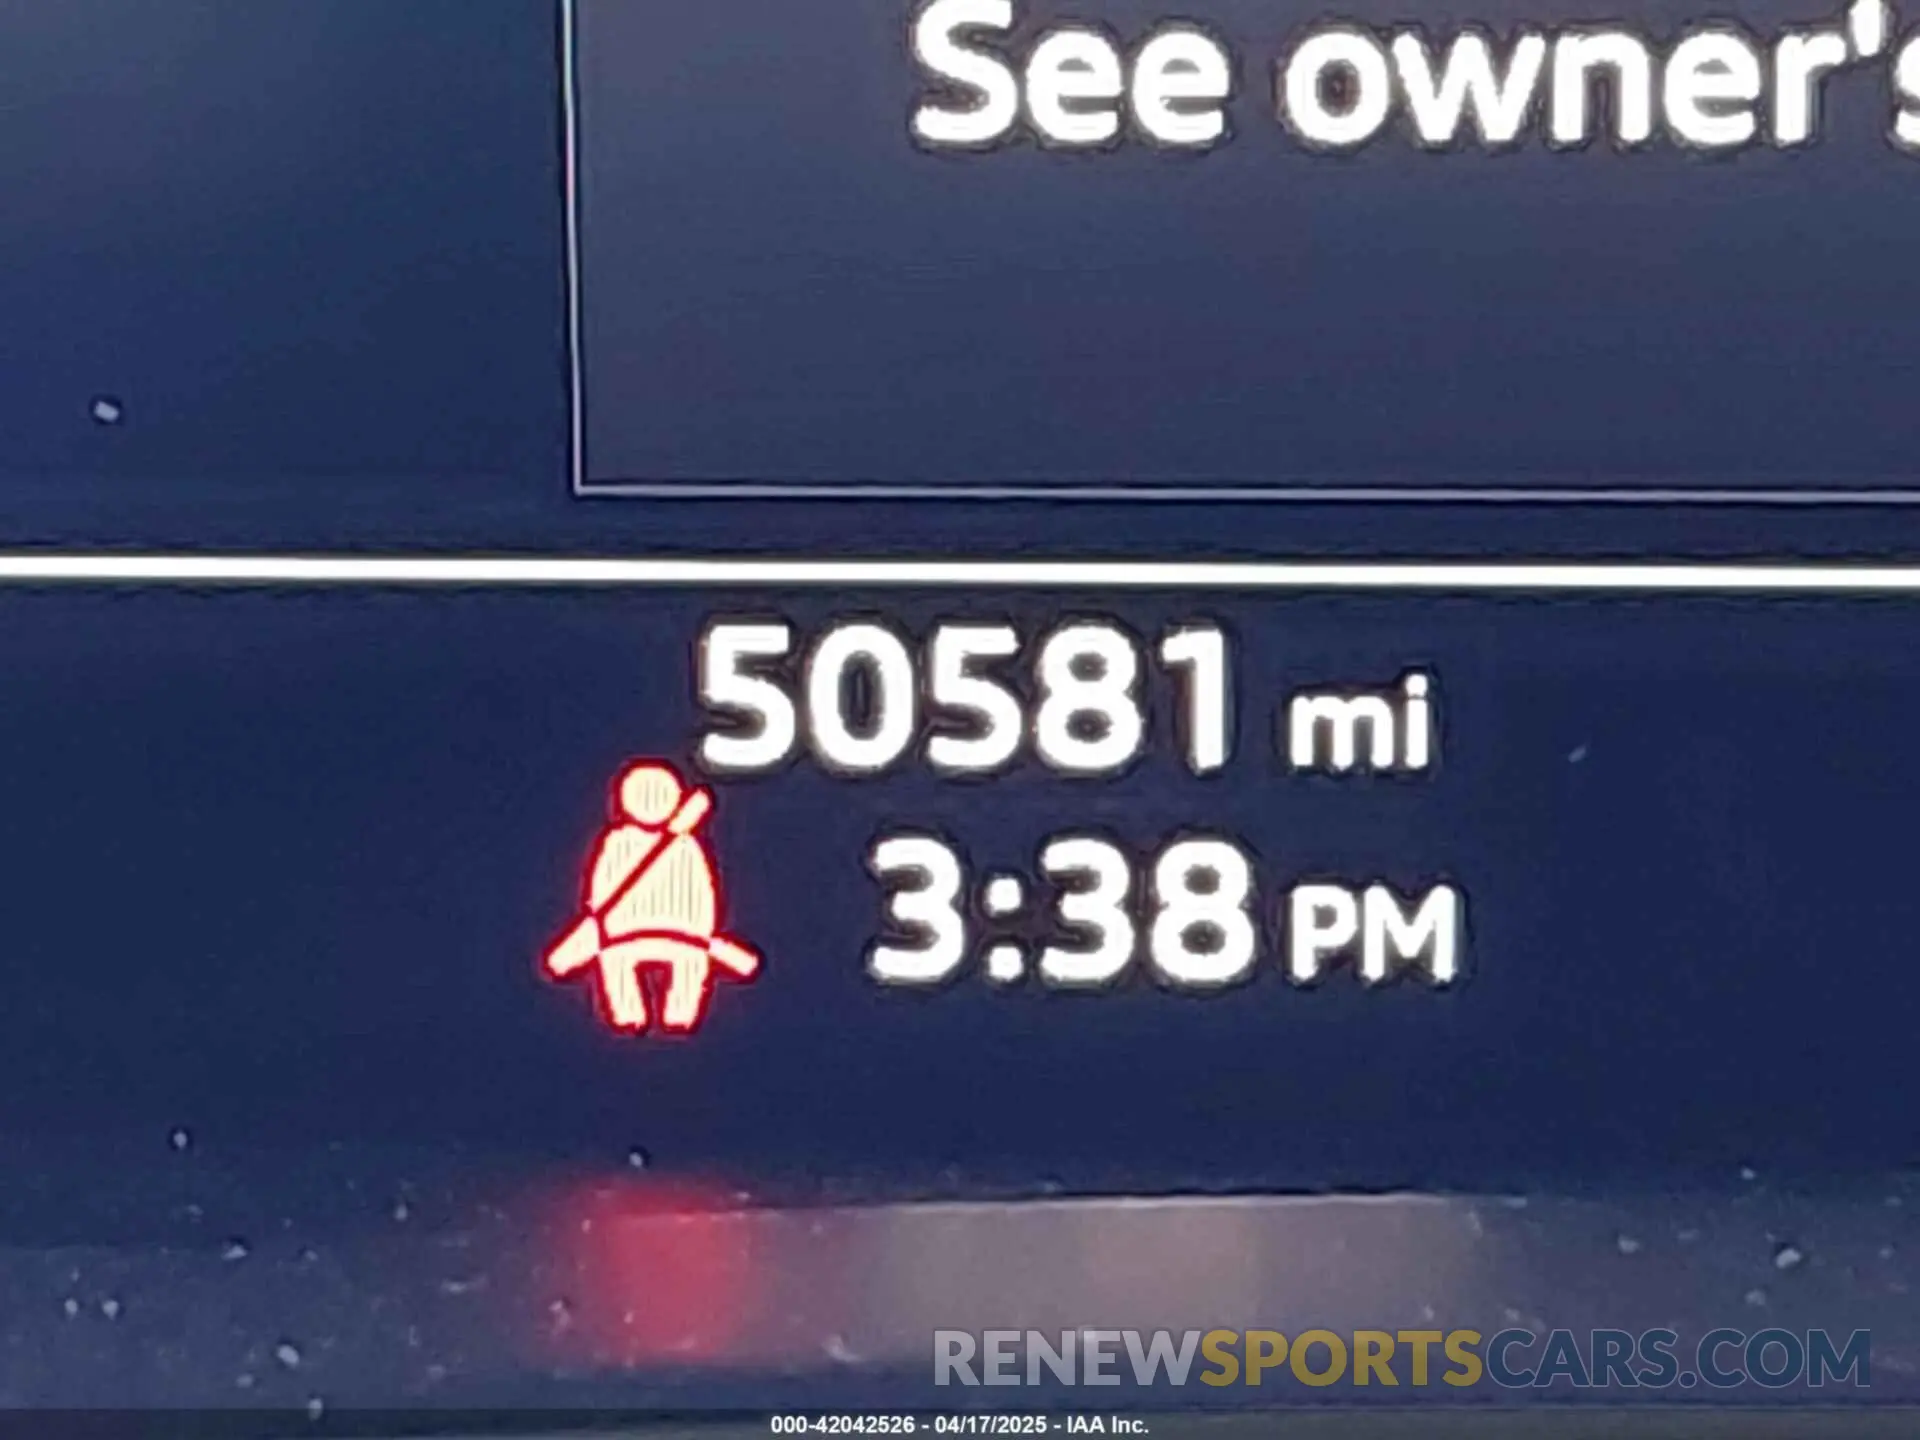 See owner's
50581 mi
3:38 PM
RENEWSPORTSCARS.COM
000-42042526 - 04/17/2025 - IAA Inc.